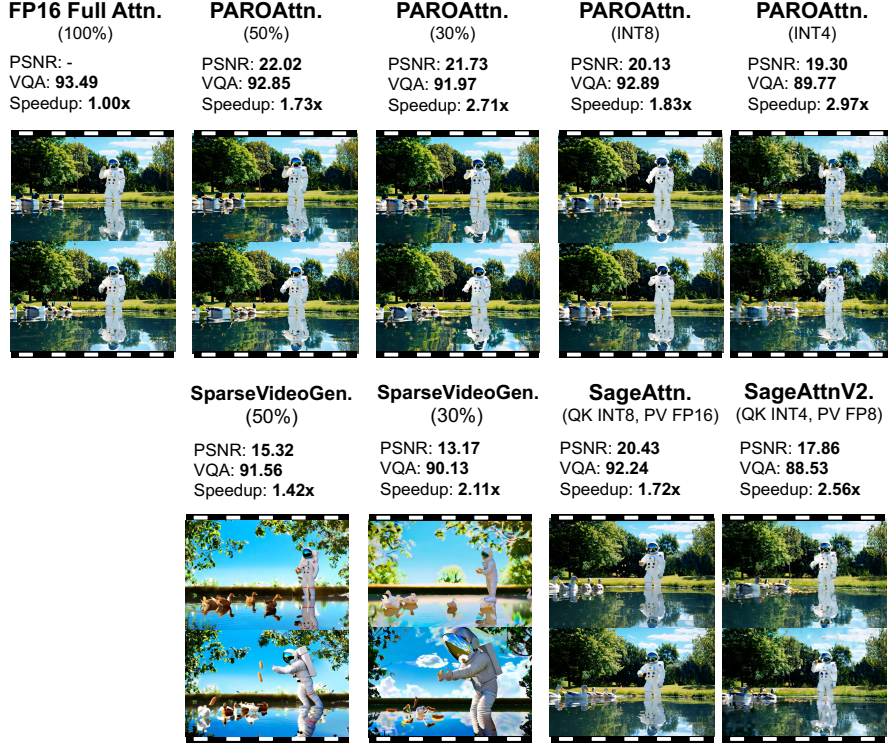 FP16 Full Attn.
(100%)
PSNR: -
VQA: 93.49
Speedup: 1.00x
PAROAttn.
(50%)
PSNR: 22.02
VQA: 92.85
Speedup: 1.73x
PAROAttn.
(30%)
PSNR: 21.73
VQA: 91.97
Speedup: 2.71x
PAROAttn.
(INT8)
PSNR: 20.13
VQA: 92.89
Speedup: 1.83x
PAROAttn.
(INT4)
PSNR: 19.30
VQA: 89.77
Speedup: 2.97x
SparseVideoGen.
(50%)
PSNR: 15.32
VQA: 91.56
Speedup: 1.42x
SparseVideoGen.
(30%)
PSNR: 13.17
VQA: 90.13
Speedup: 2.11x
SageAttn.
(QK INT8, PV FP16)
PSNR: 20.43
VQA: 92.24
Speedup: 1.72x
SageAttnV2.
(QK INT4, PV FP8)
PSNR: 17.86
VQA: 88.53
Speedup: 2.56x